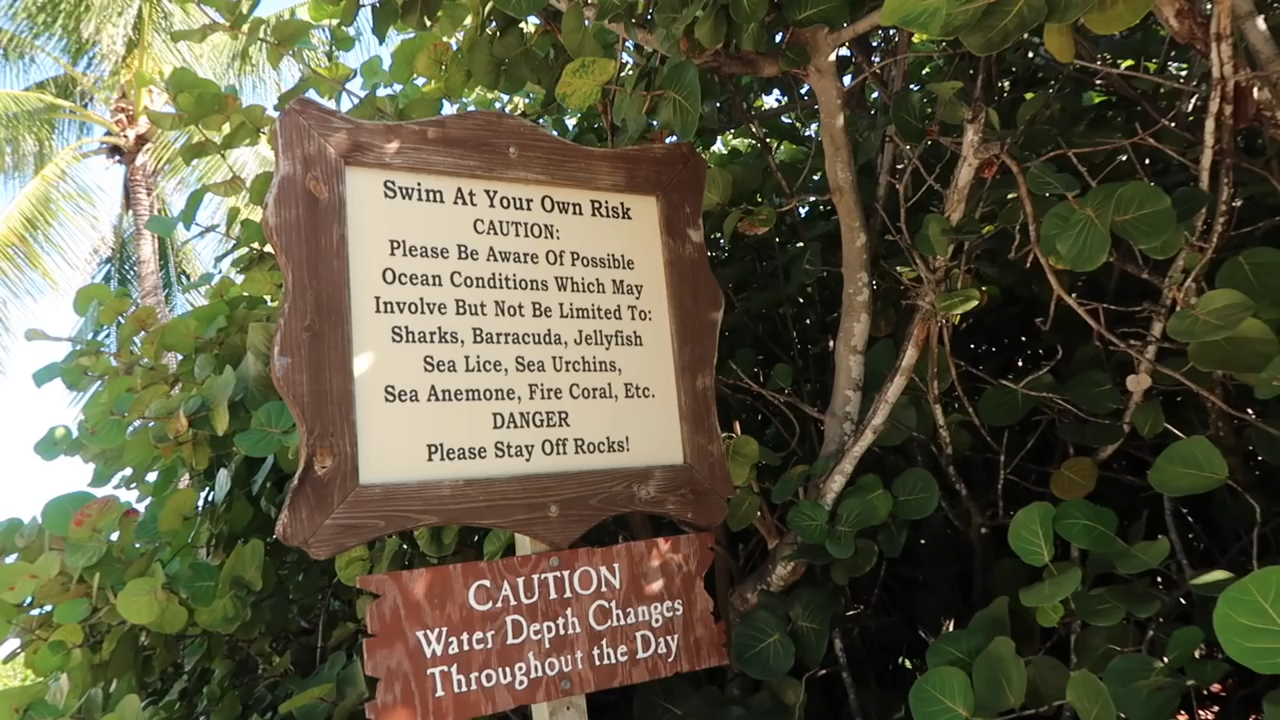 Swim At Your Own Risk
CAUTION:
Please Be Aware Of Possible
Ocean Conditions Which May
Involve But Not Be Limited To:
Sharks, Barracuda, Jellyfish
Sea Lice, Sea Urchins,
Sea Anemone, Fire Coral, Etc.
DANGER
Please Stay Off Rocks!
CAUTION
Water Depth Changes
Throughout the Day